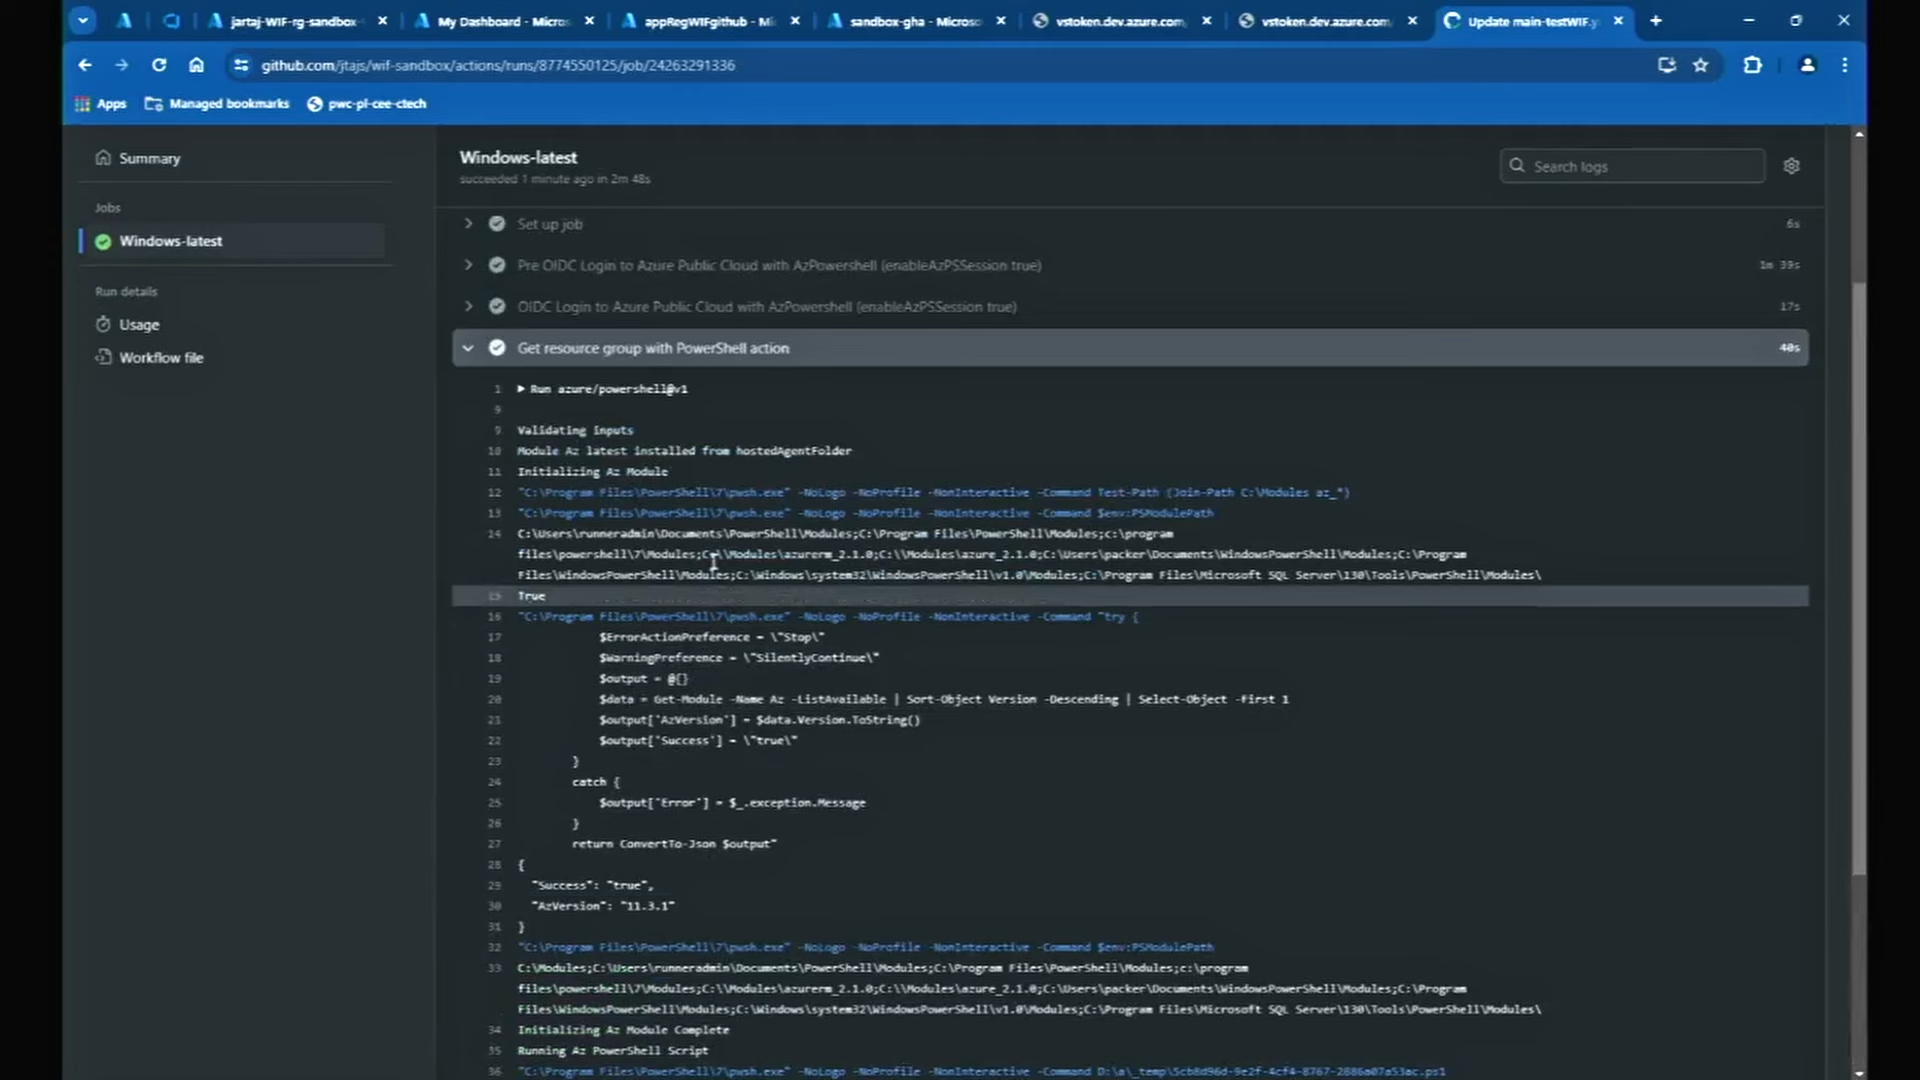 jartaj-WIF-rg-sandbox
My Dashboard - Micros
appRegWIFgithub - Mi
sandbox-gha - Microso
vstoken.dev.azure.com
vstoken.dev.azure.com
Update main-testWIF.y
github.com/jtajs/wif-sandbox/actions/runs/8774550125/job/24263291336
Apps
Managed bookmarks
pwc-pl-cee-ctech
Summary
Jobs
Windows-latest
Run details
Usage
Workflow file
Windows-latest
succeeded 1 minute ago in 2m 48s
Search logs
Set up job
6s
Pre OIDC Login to Azure Public Cloud with AzPowershell (enableAzPSSession true)
1m 39s
OIDC Login to Azure Public Cloud with AzPowershell (enableAzPSSession true)
17s
Get resource group with PowerShell action
40s
1 ▶ Run azure/powershell@v1
9
9 Validating inputs
10 Module Az latest installed from hostedAgentFolder
11 Initializing Az Module
12 "C:\Program Files\PowerShell\7\pwsh.exe" -NoLogo -NoProfile -NonInteractive -Command Test-Path (Join-Path C:\Modules az_*)
13 "C:\Program Files\PowerShell\7\pwsh.exe" -NoLogo -NoProfile -NonInteractive -Command $env:PSModulePath
14 C:\Users\runneradmin\Documents\PowerShell\Modules;C:\Program Files\PowerShell\Modules;c:\program
files\powershell\7\Modules;C:\\Modules\azurerm_2.1.0;C:\\Modules\azure_2.1.0;C:\Users\packer\Documents\WindowsPowerShell\Modules;C:\Program
Files\WindowsPowerShell\Modules;C:\Windows\system32\WindowsPowerShell\v1.0\Modules;C:\Program Files\Microsoft SQL Server\130\Tools\PowerShell\Modules\
15 True
16 "C:\Program Files\PowerShell\7\pwsh.exe" -NoLogo -NoProfile -NonInteractive -Command "try {
17 $ErrorActionPreference = \"Stop\"
18 $WarningPreference = \"SilentlyContinue\"
19 $output = @{}
20 $data = Get-Module -Name Az -ListAvailable | Sort-Object Version -Descending | Select-Object -First 1
21 $output['AzVersion'] = $data.Version.ToString()
22 $output['Success'] = \"true\"
23 }
24 catch {
25 $output['Error'] = $_.exception.Message
26 }
27 return ConvertTo-Json $output"
28 {
29 "Success": "true",
30 "AzVersion": "11.3.1"
31 }
32 "C:\Program Files\PowerShell\7\pwsh.exe" -NoLogo -NoProfile -NonInteractive -Command $env:PSModulePath
33 C:\Modules;C:\Users\runneradmin\Documents\PowerShell\Modules;C:\Program Files\PowerShell\Modules;c:\program
files\powershell\7\Modules;C:\\Modules\azurerm_2.1.0;C:\\Modules\azure_2.1.0;C:\Users\packer\Documents\WindowsPowerShell\Modules;C:\Program
Files\WindowsPowerShell\Modules;C:\Windows\system32\WindowsPowerShell\v1.0\Modules;C:\Program Files\Microsoft SQL Server\130\Tools\PowerShell\Modules\
34 Initializing Az Module Complete
35 Running Az PowerShell Script
36 "C:\Program Files\PowerShell\7\pwsh.exe" -NoLogo -NoProfile -NonInteractive -Command D:\a\_temp\5cb8d96d-9e2f-4cf4-8767-2886a07a53ac.ps1